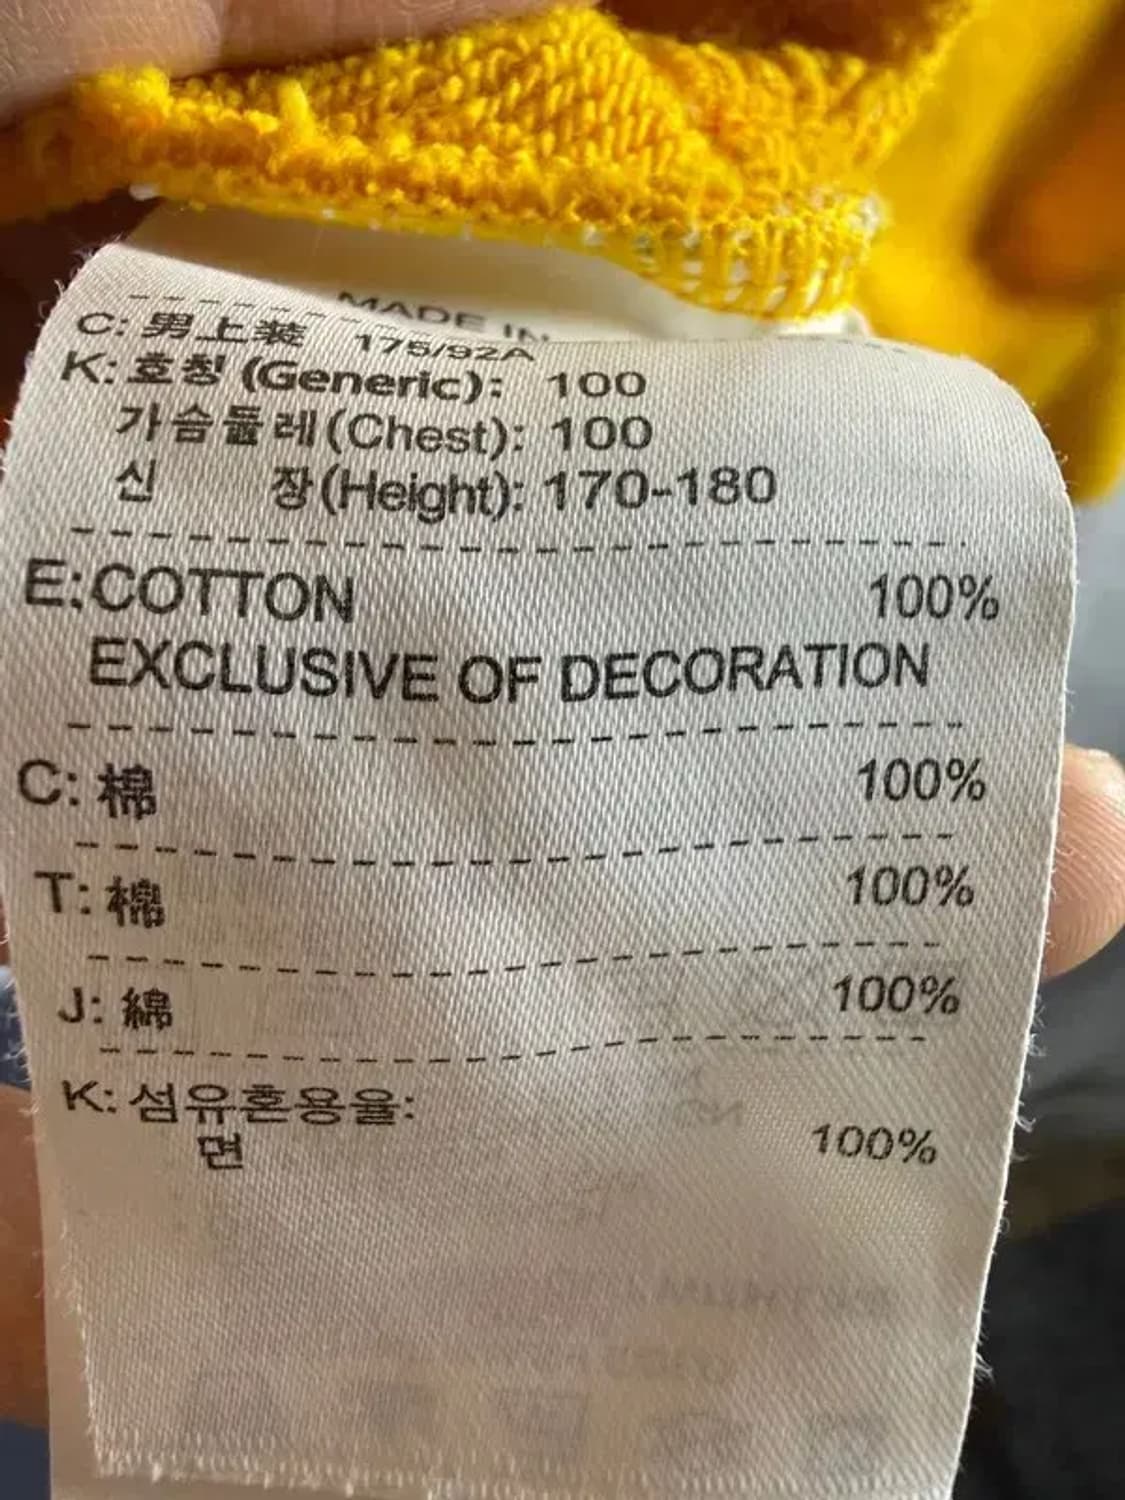 MADE IN
C: 男上装 175/92A
K: 호칭 (Generic): 100
가슴둘레(Chest): 100
신 장(Height): 170-180
E:COTTON 100%
EXCLUSIVE OF DECORATION
C: 棉 100%
T: 棉 100%
J: 綿 100%
K: 섬유혼용율:
면 100%